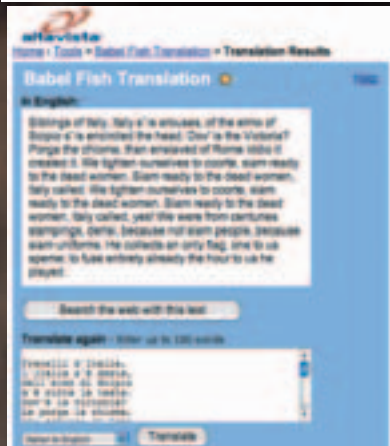 altavista
Home > Tools > Babel Fish Translation > Translation Results
Babel Fish Translation
In English:
Siblings of Italy, Italy s' is arouses, of the elmo of
Scipio s' is encircled the head. Dov' is the Victoria?
Porga the chioma, than enslaved of Rome Iddio it
created it. We tighten ourselves to coorte, siam ready
to the dead women. Siam ready to the dead women,
Italy called. We tighten ourselves to coorte, siam
ready to the dead women. Siam ready to the dead
women, Italy called, yes! We were from centuries
stampings, derisi, because not siam people, because
siam uniforms. He collects an only flag, one to us
speme: to fuse entirely already the hour to us he
played.
Search the web with this text
Translate again - Enter up to 150 words
Fratelli d'Italia,
L'Italia s'è desta,
Dell'elmo di Scipio
s'è cinta la testa.
Dov'è la vittoria?
Le porga la chioma,
Italian to English
Translate